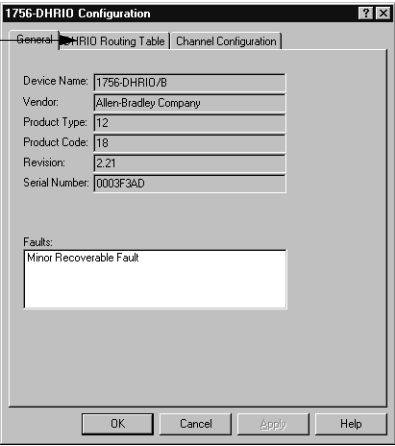 1756-DHRIO Configuration
General DHRIO Routing Table Channel Configuration
Device Name: 1756-DHRIO/B
Vendor: Allen-Bradley Company
Product Type: 12
Product Code: 18
Revision: 2.21
Serial Number: 0003F3AD
Faults:
Minor Recoverable Fault
OK Cancel Apply Help